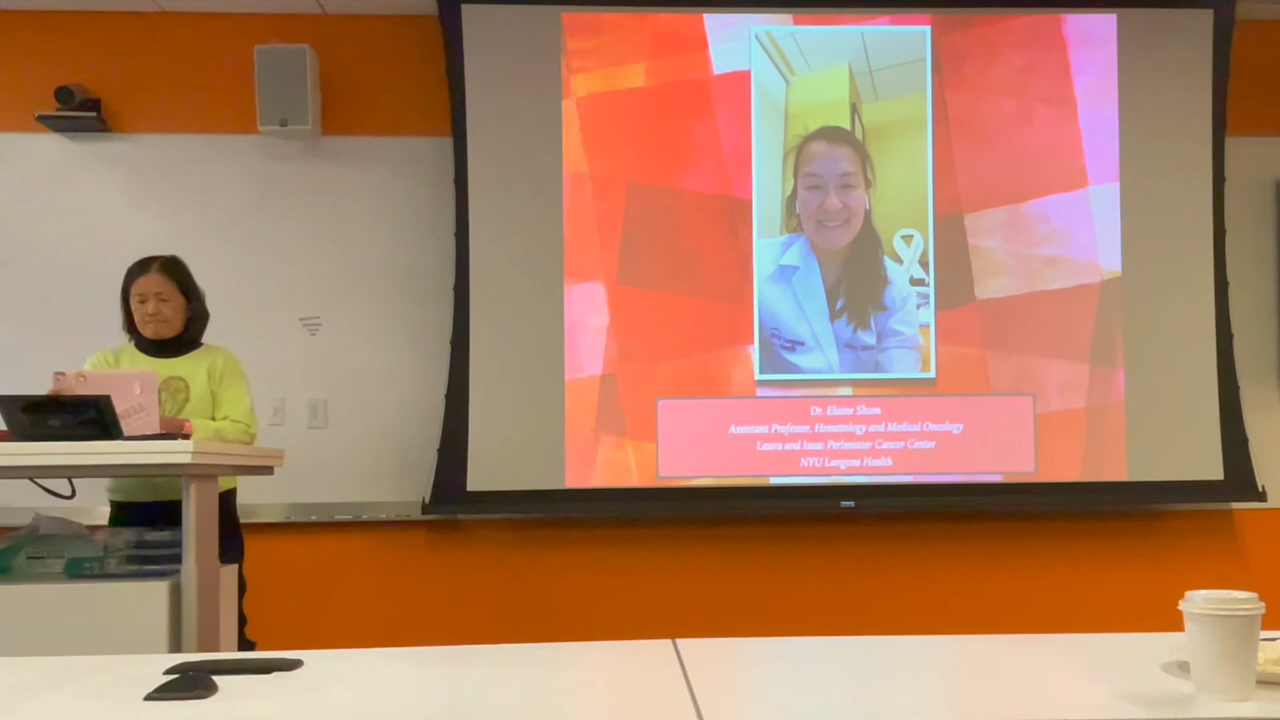 Dr. Elaine Shum
Assistant Professor, Hematology and Medical Oncology
Laura and Isaac Perlmutter Cancer Center
NYU Langone Health